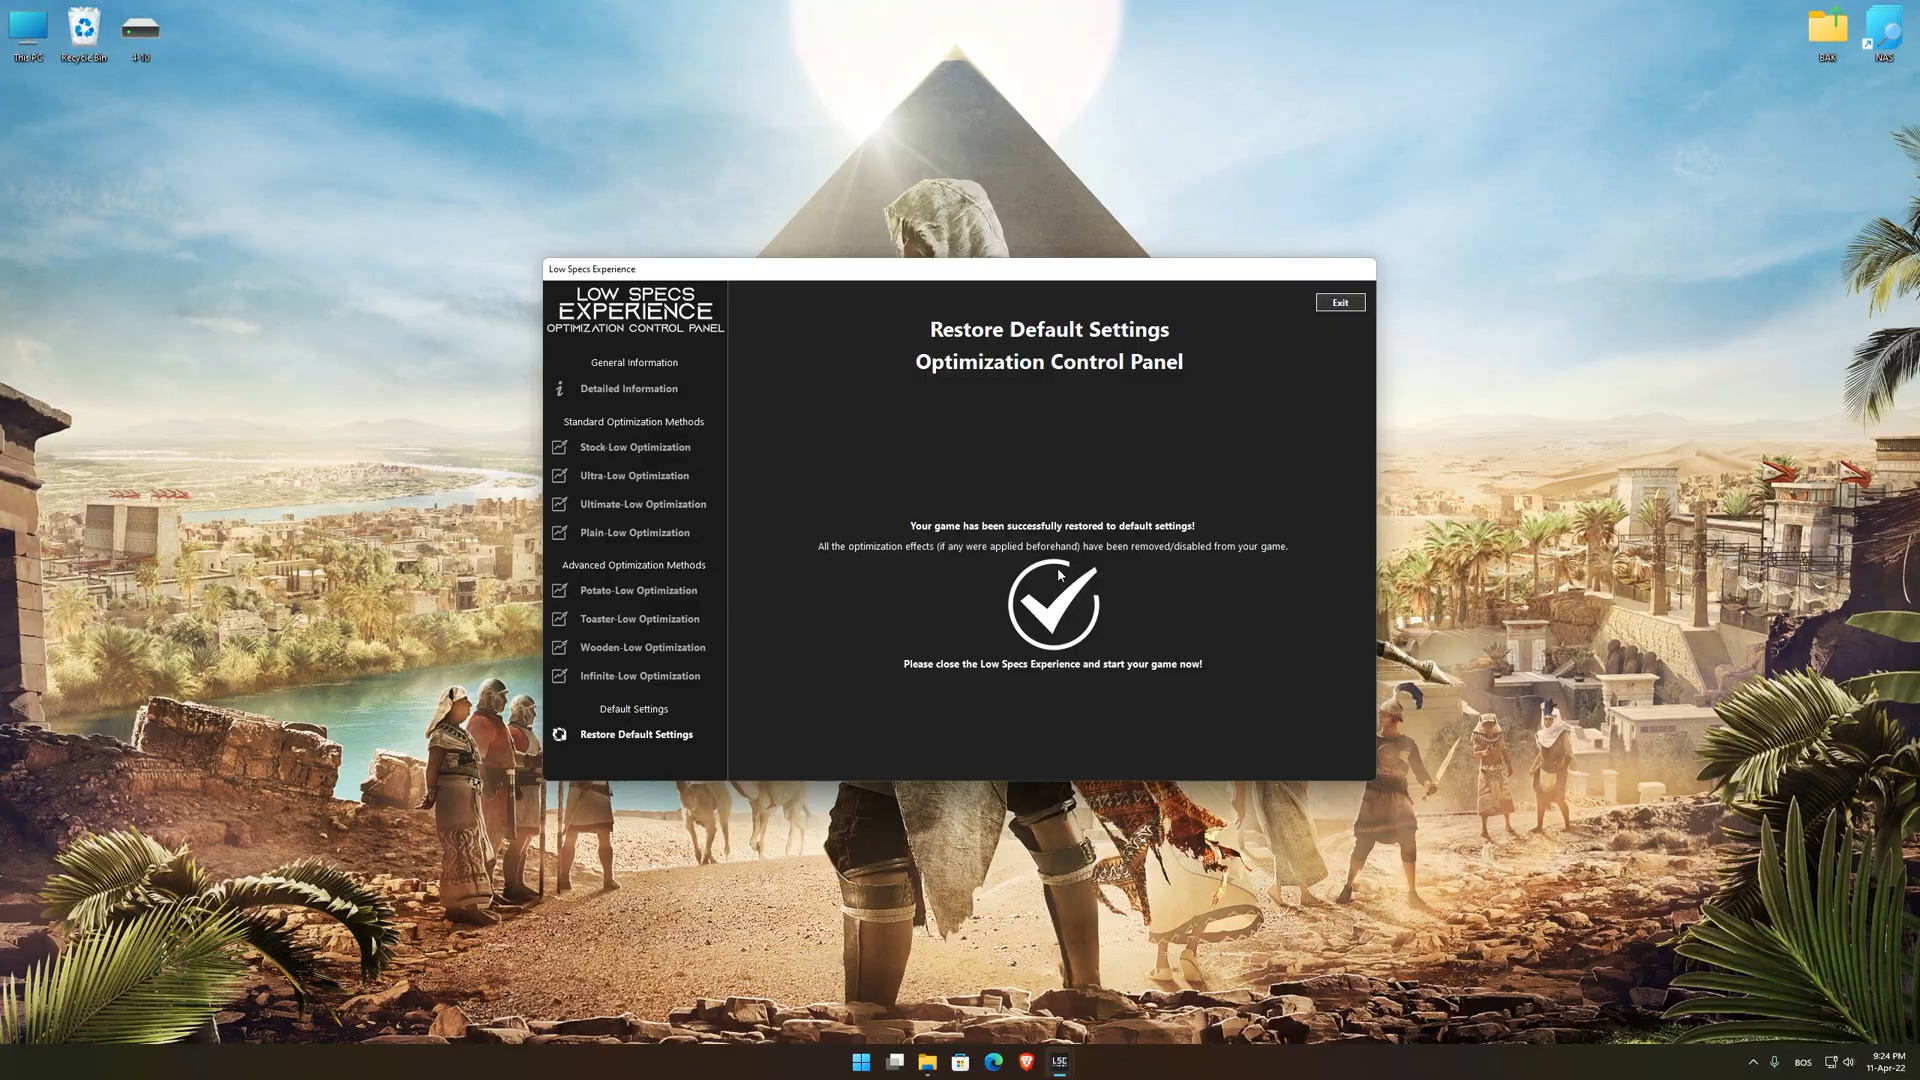 This PC
Recycle Bin
4-10
BAK
NAS
Low Specs Experience
LOW SPECS
EXPERIENCE
OPTIMIZATION CONTROL PANEL
General Information
Detailed Information
Standard Optimization Methods
Stock-Low Optimization
Ultra-Low Optimization
Ultimate-Low Optimization
Plain-Low Optimization
Advanced Optimization Methods
Potato-Low Optimization
Toaster-Low Optimization
Wooden-Low Optimization
Infinite-Low Optimization
Default Settings
Restore Default Settings
Exit
Restore Default Settings
Optimization Control Panel
Your game has been successfully restored to default settings!
All the optimization effects (if any were applied beforehand) have been removed/disabled from your game.
Please close the Low Specs Experience and start your game now!
LSE
BOS
9:24 PM
11-Apr-22